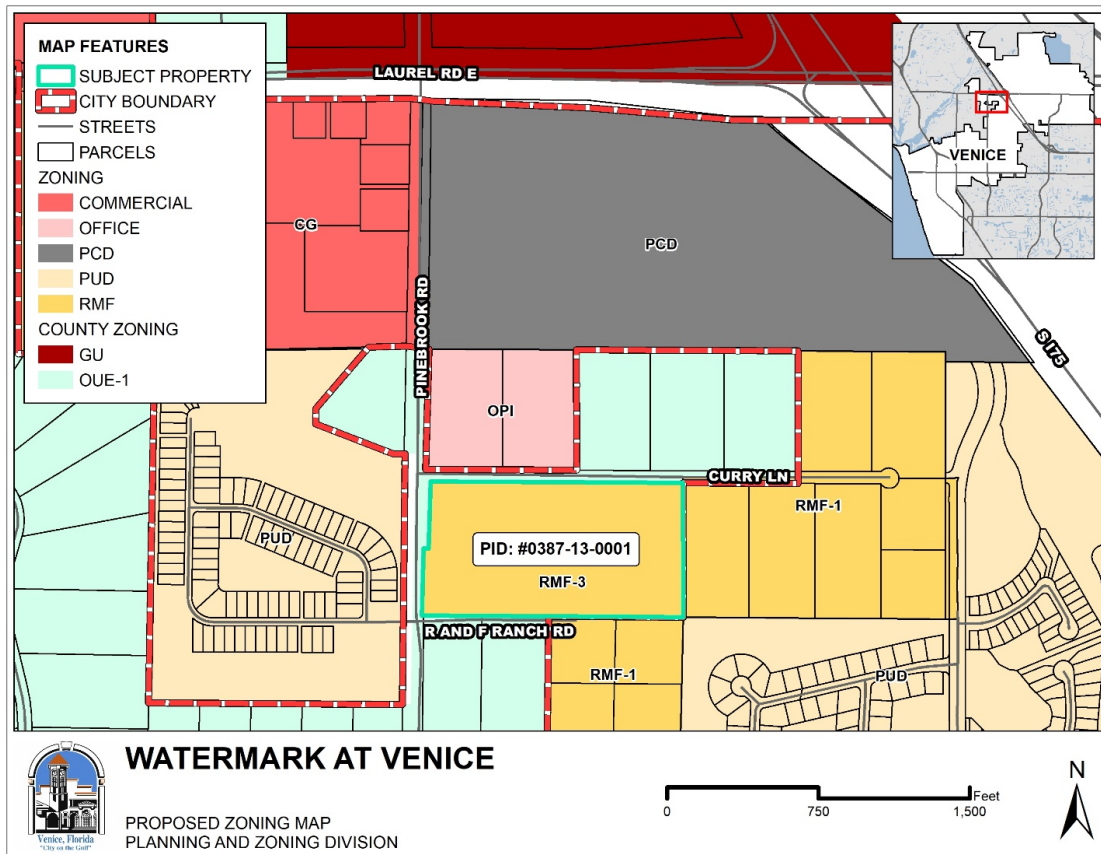 MAP FEATURES
SUBJECT PROPERTY
CITY BOUNDARY
STREETS
PARCELS
ZONING
COMMERCIAL
OFFICE
PCD
PUD
RMF
COUNTY ZONING
GU
OUE-1
LAUREL RD E
VENICE
CG
PCD
PINEBROOK RD
S I75
OPI
CURRY LN
RMF-1
PUD
PID: #0387-13-0001
RMF-3
R AND F RANCH RD
RMF-1
PUD
WATERMARK AT VENICE
PROPOSED ZONING MAP
PLANNING AND ZONING DIVISION
Venice, Florida
"City on the Gulf"
Feet
0 750 1,500
N